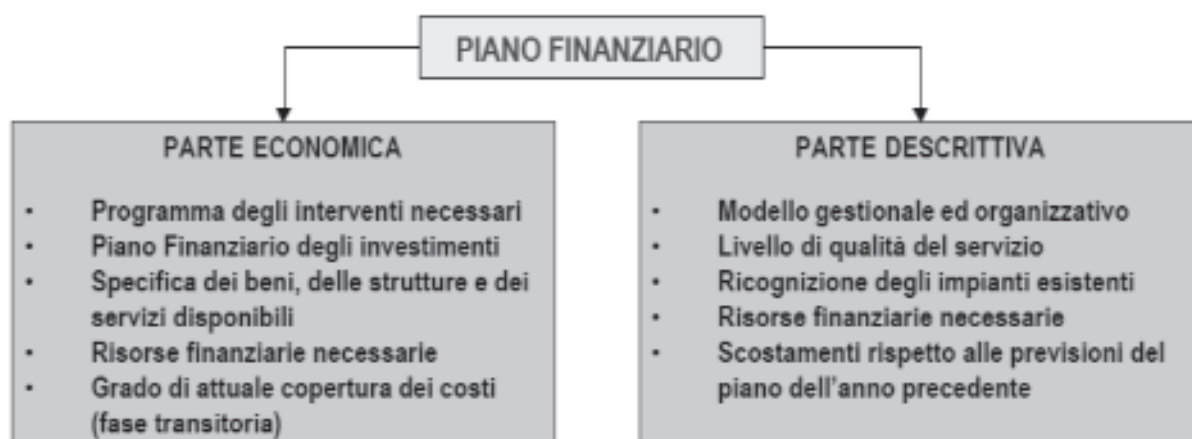 PIANO FINANZIARIO
PARTE ECONOMICA
• Programma degli interventi necessari
• Piano Finanziario degli investimenti
• Specifica dei beni, delle strutture e dei
servizi disponibili
• Risorse finanziarie necessarie
• Grado di attuale copertura dei costi
(fase transitoria)
PARTE DESCRITTIVA
• Modello gestionale ed organizzativo
• Livello di qualità del servizio
• Ricognizione degli impianti esistenti
• Risorse finanziarie necessarie
• Scostamenti rispetto alle previsioni del
piano dell'anno precedente